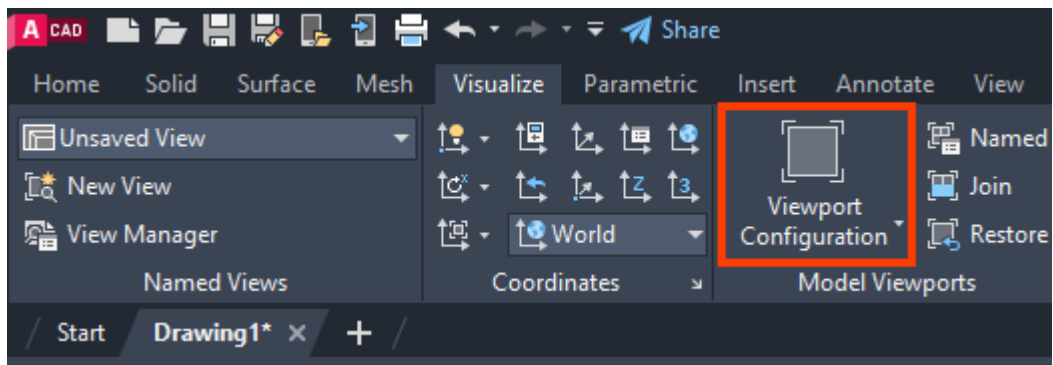 A CAD Share
Home Solid Surface Mesh Visualize Parametric Insert Annotate View
Unsaved View
New View
View Manager
Named Views
World
Coordinates
Viewport
Configuration
Named
Join
Restore
Model Viewports
Start Drawing1* × +